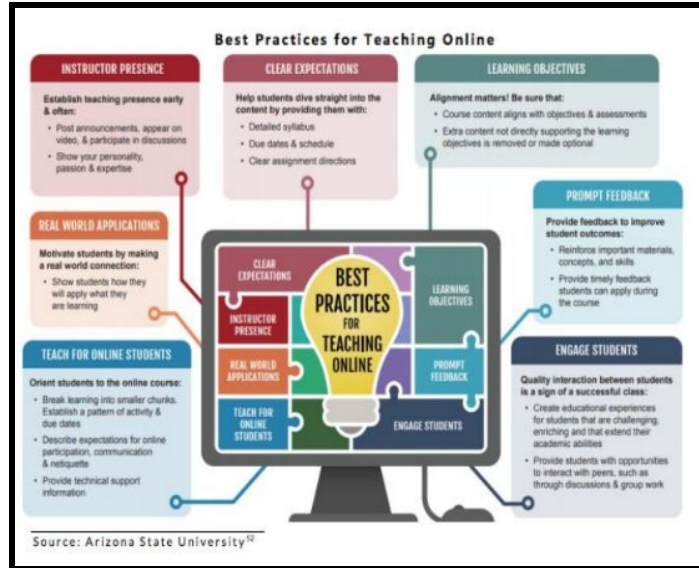 Best Practices for Teaching Online
INSTRUCTOR PRESENCE
Establish teaching presence early
& often:
• Post announcements, appear on
video, & participate in discussions
• Show your personality,
passion & expertise
CLEAR EXPECTATIONS
Help students dive straight into the
content by providing them with:
• Detailed syllabus
• Due dates & schedule
• Clear assignment directions
LEARNING OBJECTIVES
Alignment matters! Be sure that:
• Course content aligns with objectives & assessments
• Extra content not directly supporting the learning
objectives is removed or made optional
REAL WORLD APPLICATIONS
Motivate students by making
a real world connection:
• Show students how they
will apply what they
are learning
PROMPT FEEDBACK
Provide feedback to improve
student outcomes:
• Reinforce important materials,
concepts, and skills
• Provide timely feedback
students can apply during
the course
TEACH FOR ONLINE STUDENTS
Orient students to the online course:
• Break learning into smaller chunks.
Establish a pattern of activity &
due dates
• Describe expectations for online
participation, communication
& netiquette
• Provide technical support
information
ENGAGE STUDENTS
Quality interaction between students
is a sign of a successful class:
• Create educational experiences
for students that are challenging,
enriching and that extend their
academic abilities
• Provide students with opportunities
to interact with peers, such as
through discussions & group work
CLEAR
EXPECTATIONS
INSTRUCTOR
PRESENCE
REAL WORLD
APPLICATIONS
TEACH FOR
ONLINE
STUDENTS
BEST
PRACTICES
FOR
TEACHING
ONLINE
LEARNING
OBJECTIVES
PROMPT
FEEDBACK
ENGAGE STUDENTS
Source: Arizona State University52